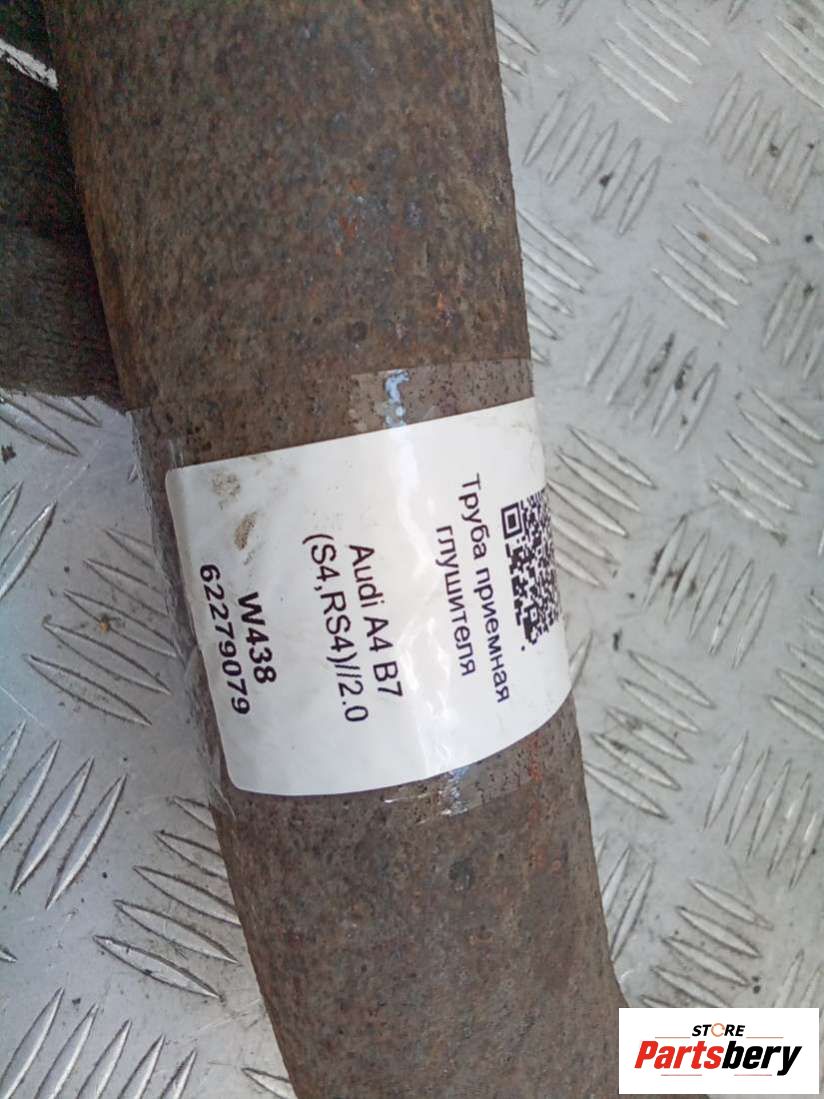 Труба приемная
глушителя
Audi A4 B7
(S4,RS4)//2.0
W438
62279079
STORE
Partsbery